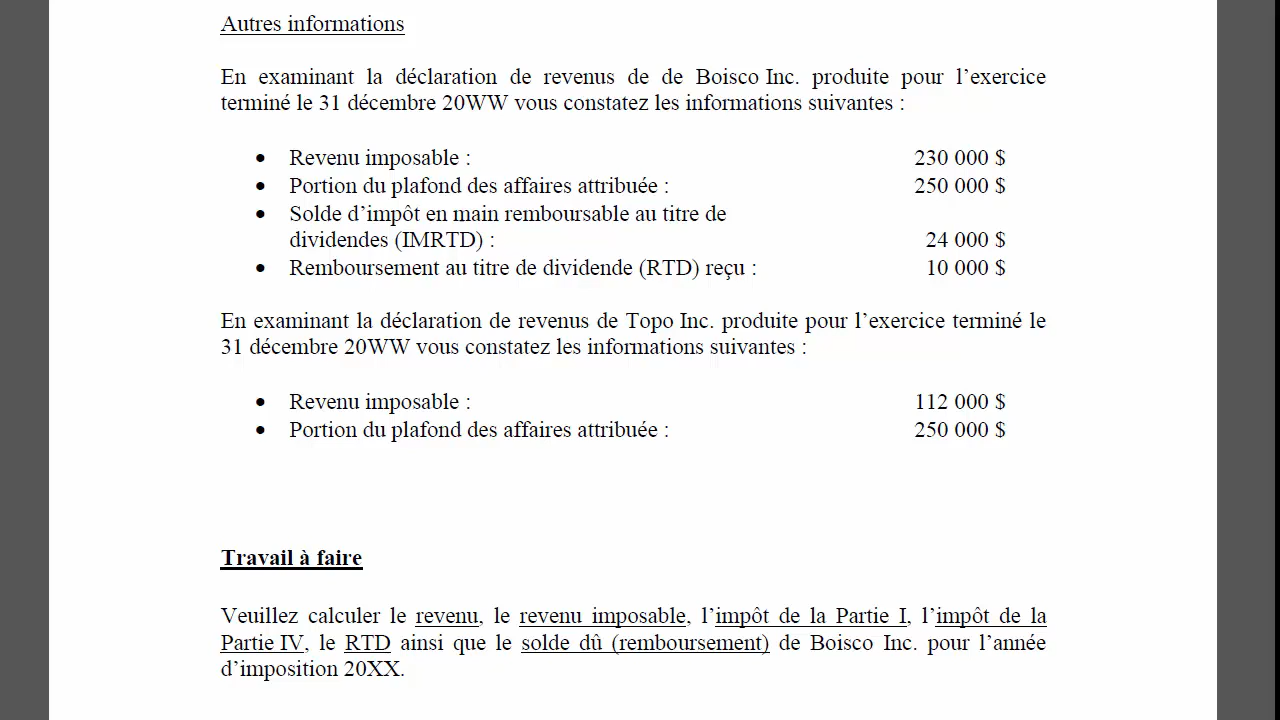 Autres informations
En examinant la déclaration de revenus de de Boisco Inc. produite pour l'exercice
terminé le 31 décembre 20WW vous constatez les informations suivantes :
• Revenu imposable : 230 000 $
• Portion du plafond des affaires attribuée : 250 000 $
• Solde d'impôt en main remboursable au titre de
dividendes (IMRTD) : 24 000 $
• Remboursement au titre de dividende (RTD) reçu : 10 000 $
En examinant la déclaration de revenus de Topo Inc. produite pour l'exercice terminé le
31 décembre 20WW vous constatez les informations suivantes :
• Revenu imposable : 112 000 $
• Portion du plafond des affaires attribuée : 250 000 $
Travail à faire
Veuillez calculer le revenu, le revenu imposable, l'impôt de la Partie I, l'impôt de la
Partie IV, le RTD ainsi que le solde dû (remboursement) de Boisco Inc. pour l'année
d'imposition 20XX.